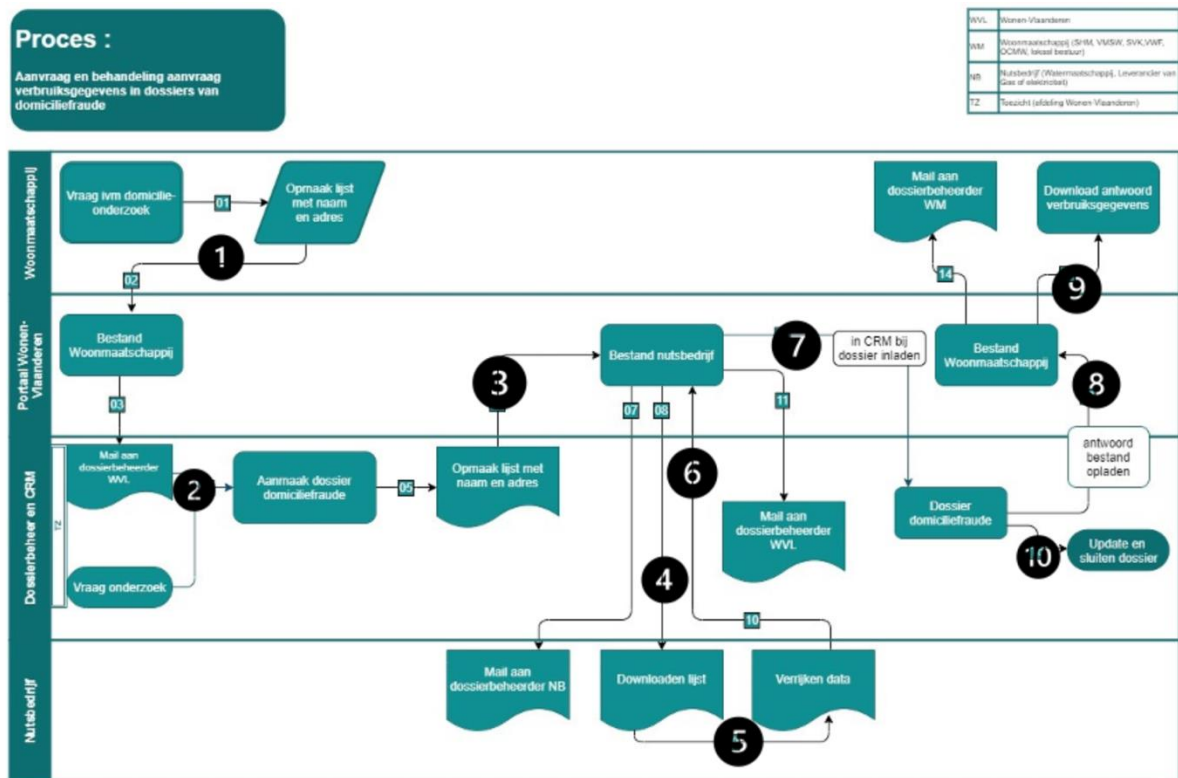 Proces :
Aanvraag en behandeling aanvraag
verbruiksgegevens in dossiers van
domiciliefraude
WVL Wonen-Vlaanderen
WM Woonmaatschappij (SHM, VMSW, SVK,VWF,
OCMW, lokaal bestuur)
NB Nutsbedrijf (Watermaatschappij, Leverancier van
Gas of elektriciteit)
TZ Toezicht (afdeling Wonen-Vlaanderen)
Woonmaatschappij
Vraag ivm domicilie-
onderzoek
01
Opmaak lijst
met naam
en adres
1
02
Mail aan
dossierbeheerder
WM
Download antwoord
verbruiksgegevens
14
9
Portaal Wonen-
Vlaanderen
Bestand
Woonmaatschappij
03
3
Bestand nutsbedrijf
07
08
11
7
in CRM bij
dossier inladen
Bestand
Woonmaatschappij
8
Dossierbeheer en CRM
TZ
Mail aan
dossierbeheerder
WVL
2
Vraag onderzoek
Aanmaak dossier
domiciliefraude
05
Opmaak lijst met
naam en adres
4
6
Mail aan
dossierbeheerder
WVL
Dossier
domiciliefraude
antwoord
bestand
opladen
10
Update en
sluiten dossier
Nutsbedrijf
10
Mail aan
dossierbeheerder NB
Downloaden lijst
5
Verrijken data